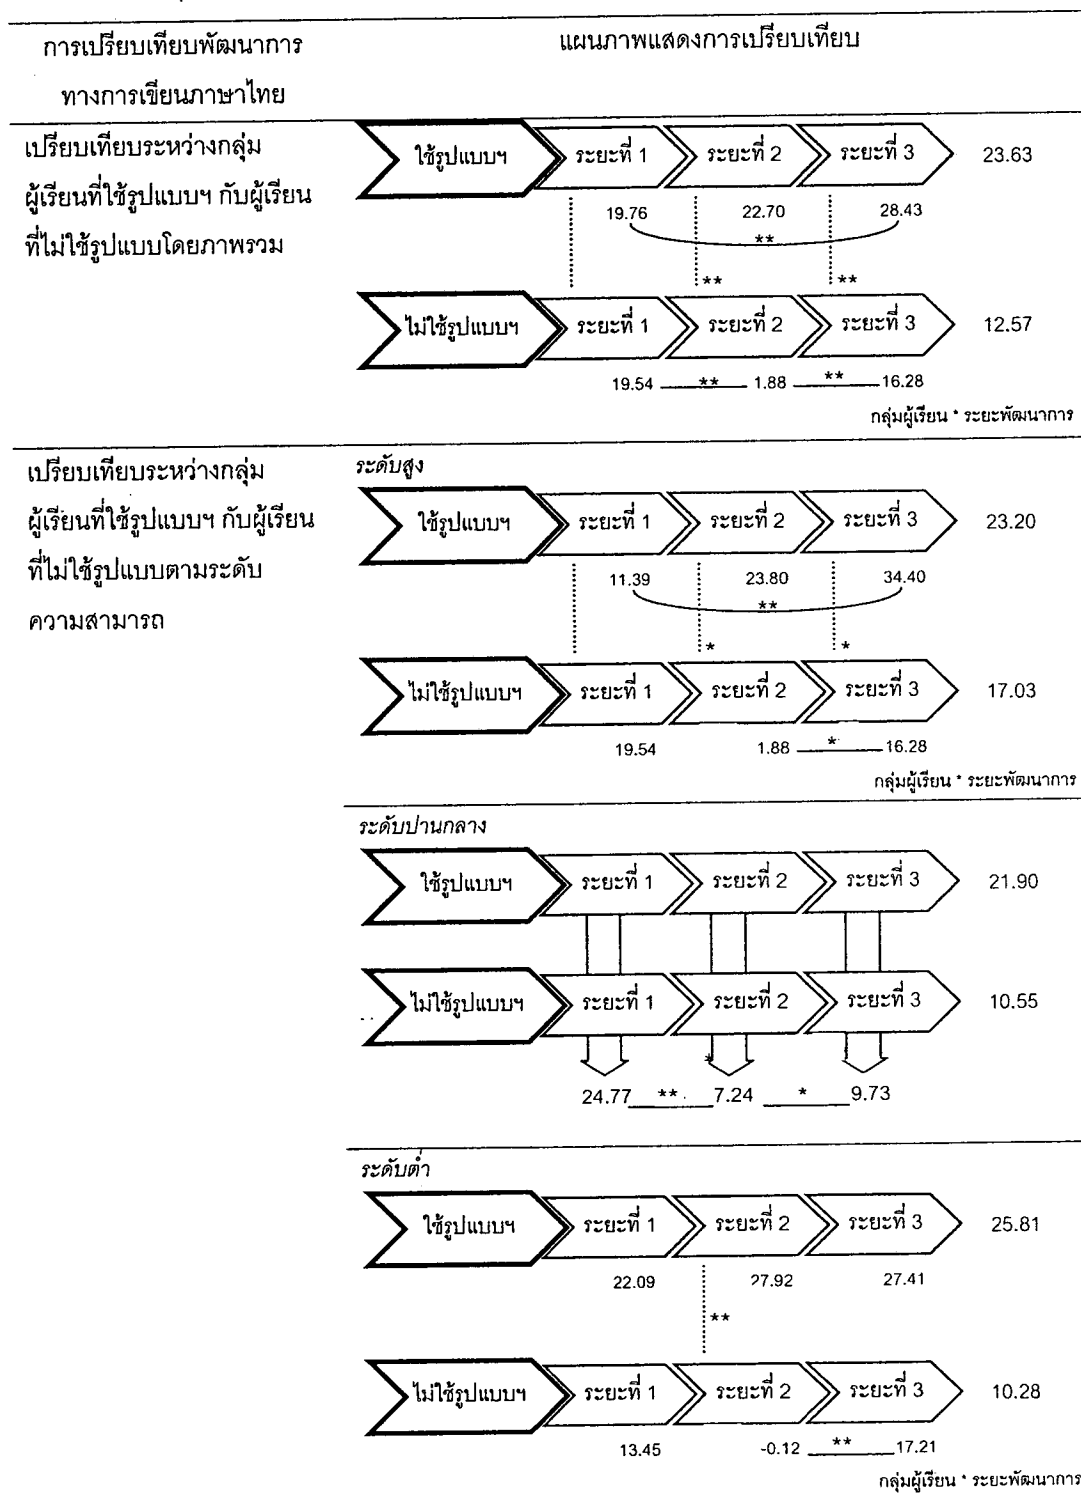 การเปรียบเทียบพัฒนาการ
ทางการเขียนภาษาไทย
แผนภาพแสดงการเปรียบเทียบ
เปรียบเทียบระหว่างกลุ่ม
ผู้เรียนที่ใช้รูปแบบฯ กับผู้เรียน
ที่ไม่ใช้รูปแบบโดยภาพรวม
ใช้รูปแบบฯ ระยะที่ 1 ระยะที่ 2 ระยะที่ 3 23.63
19.76 22.70 28.43
**
** **
ไม่ใช้รูปแบบฯ ระยะที่ 1 ระยะที่ 2 ระยะที่ 3 12.57
19.54 ** 1.88 ** 16.28
กลุ่มผู้เรียน * ระยะพัฒนาการ
เปรียบเทียบระหว่างกลุ่ม
ผู้เรียนที่ใช้รูปแบบฯ กับผู้เรียน
ที่ไม่ใช้รูปแบบตามระดับ
ความสามารถ
ระดับสูง
ใช้รูปแบบฯ ระยะที่ 1 ระยะที่ 2 ระยะที่ 3 23.20
11.39 23.80 34.40
**
* *
ไม่ใช้รูปแบบฯ ระยะที่ 1 ระยะที่ 2 ระยะที่ 3 17.03
19.54 1.88 * 16.28
กลุ่มผู้เรียน * ระยะพัฒนาการ
ระดับปานกลาง
ใช้รูปแบบฯ ระยะที่ 1 ระยะที่ 2 ระยะที่ 3 21.90
ไม่ใช้รูปแบบฯ ระยะที่ 1 ระยะที่ 2 ระยะที่ 3 10.55
*
24.77 ** 7.24 * 9.73
ระดับต่ำ
ใช้รูปแบบฯ ระยะที่ 1 ระยะที่ 2 ระยะที่ 3 25.81
22.09 27.92 27.41
**
ไม่ใช้รูปแบบฯ ระยะที่ 1 ระยะที่ 2 ระยะที่ 3 10.28
13.45 -0.12 ** 17.21
กลุ่มผู้เรียน * ระยะพัฒนาการ